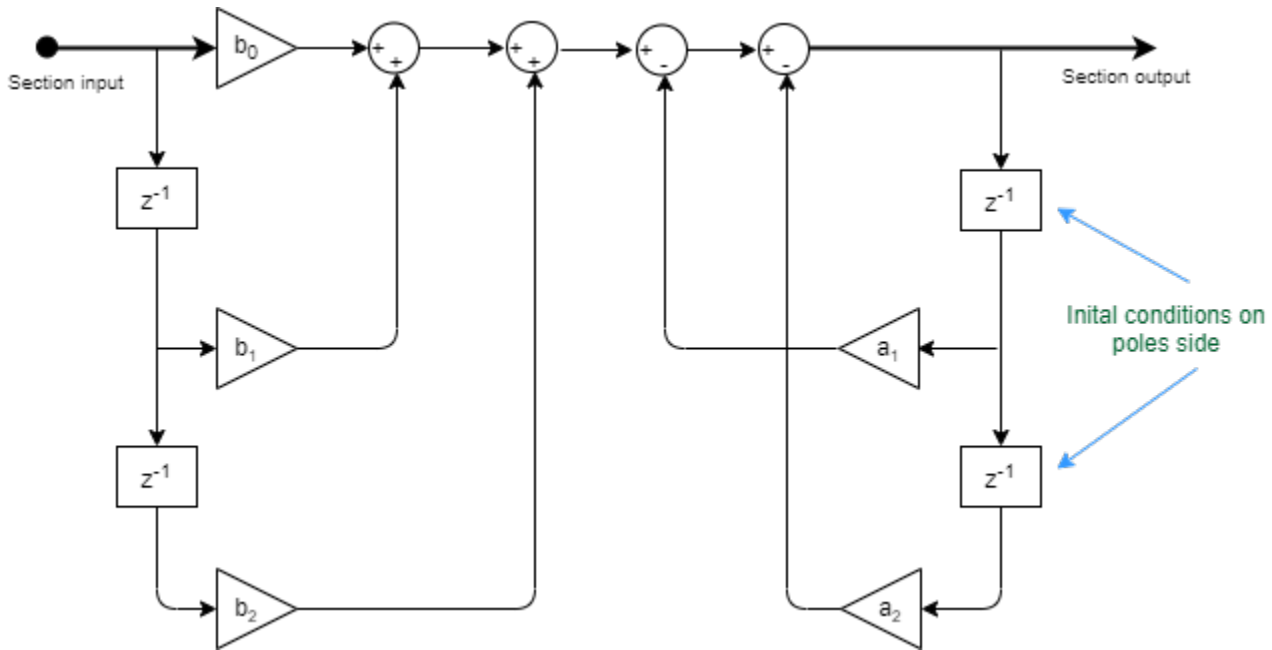 b₀
+
+
+
+
+
-
+
-
Section input
Section output
z⁻¹
z⁻¹
Inital conditions on
poles side
b₁
a₁
z⁻¹
z⁻¹
b₂
a₂